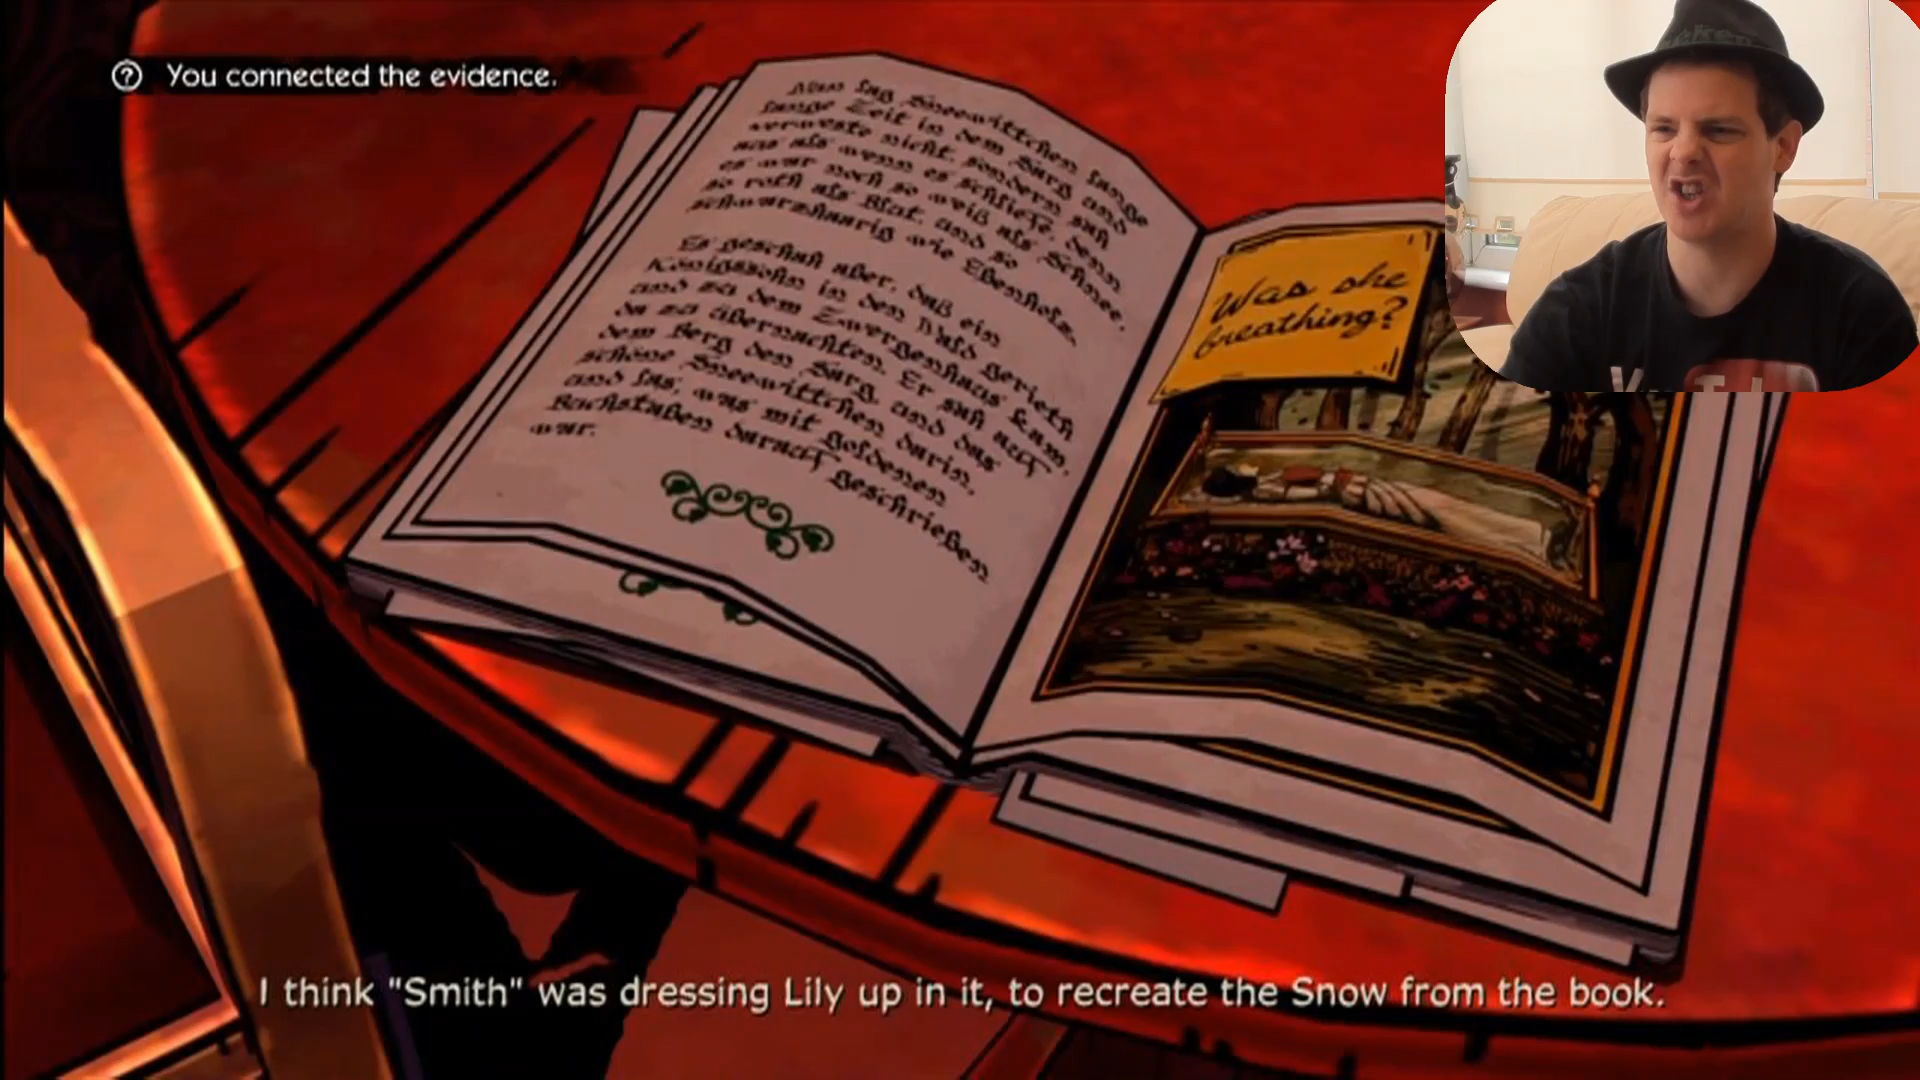 You connected the evidence.
Nun lag Sneewittchen lange
lange Zeit in dem Sarg und
verweste nicht, sondern sah
aus als wenn es schliefe, denn
es war noch so weiß als Schnee,
so roth als Blut, und so
schwarzhaarig wie Ebenholz.
Es geschah aber, daß ein
Königssohn in den Wald gerieth
und zu dem Zwergenhaus kam,
da zu übernachten. Er sah auf
dem Berg den Sarg, und das
schöne Sneewittchen darin,
und las, was mit goldenen
Buchstaben darauf geschrieben
war.
Was she
breathing?
I think "Smith" was dressing Lily up in it, to recreate the Snow from the book.